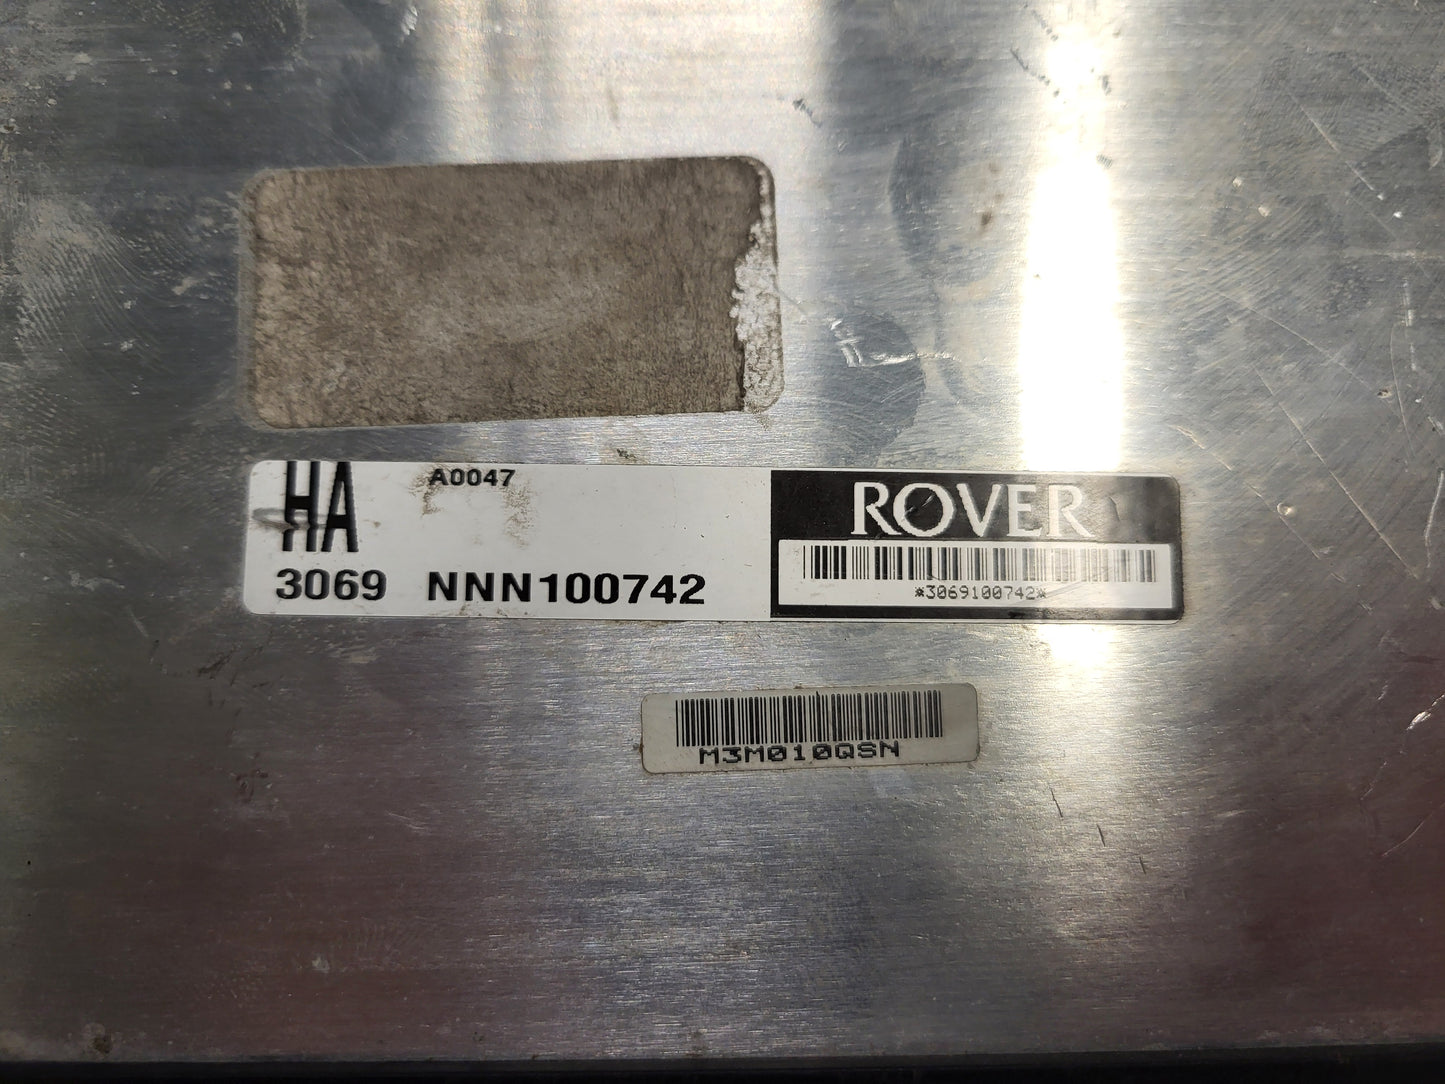 HA A0047
3069 NNN100742
ROVER
*3069100742*
M3M010QSN